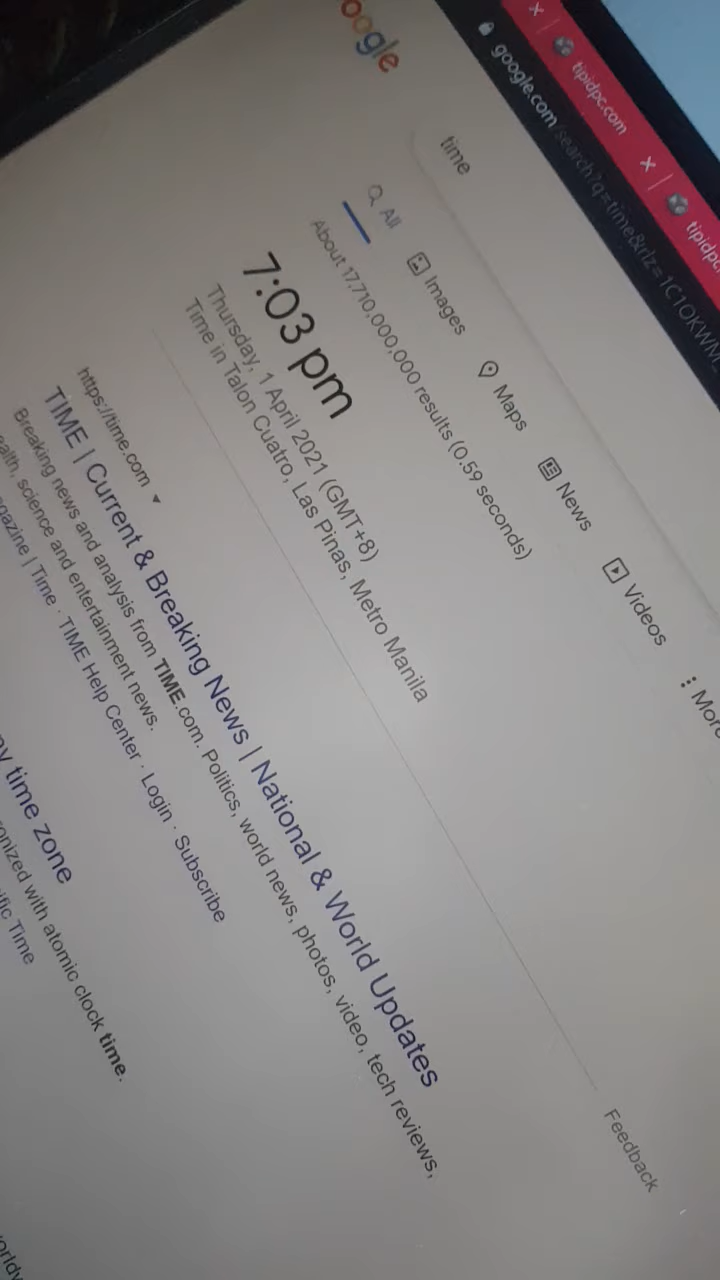 tipidpc.com
google.com/search?q=time&rlz=1C1OKWM
oogle
time
All Images Maps News Videos More
About 17,710,000,000 results (0.59 seconds)
7:03 pm
Thursday, 1 April 2021 (GMT+8)
Time in Talon Cuatro, Las Pinas, Metro Manila
Feedback
https://time.com
TIME | Current & Breaking News | National & World Updates
Breaking news and analysis from TIME.com. Politics, world news, photos, video, tech reviews,
science and entertainment news.
Time · TIME Help Center · Login · Subscribe
time zone
with atomic clock time.
Time